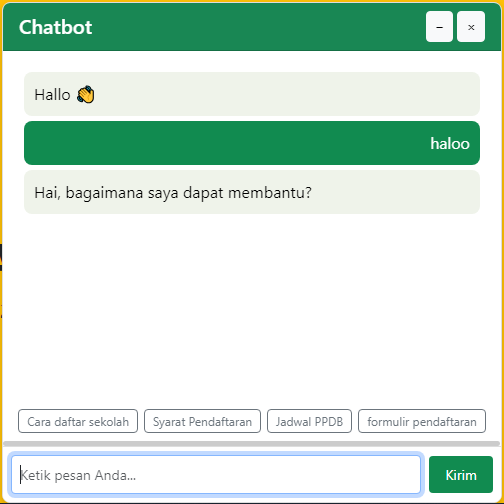 Chatbot
Hallo 👋
haloo
Hai, bagaimana saya dapat membantu?
Cara daftar sekolah Syarat Pendaftaran Jadwal PPDB formulir pendaftaran
Ketik pesan Anda... Kirim